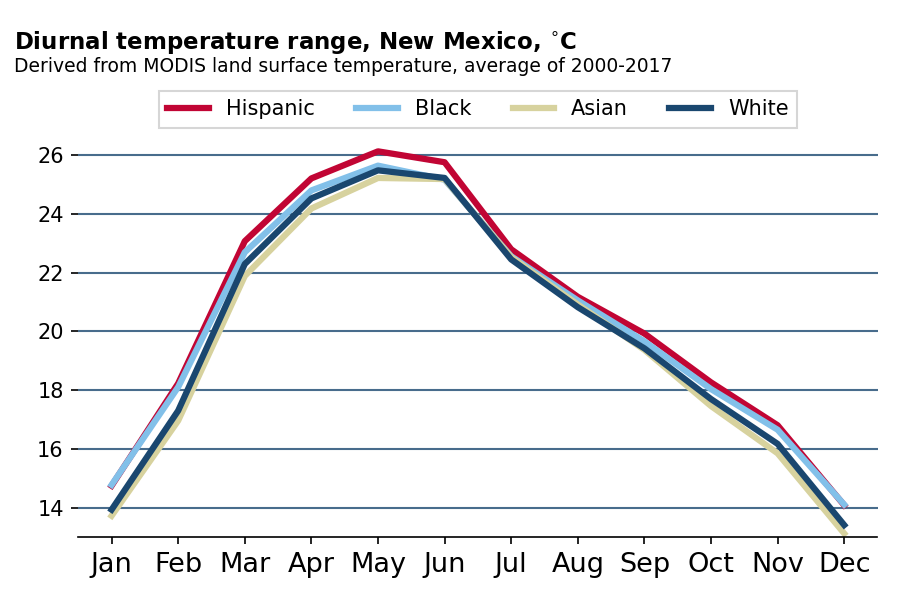 Diurnal temperature range, New Mexico, °C
Derived from MODIS land surface temperature, average of 2000-2017
Hispanic Black Asian White
26
24
22
20
18
16
14
Jan Feb Mar Apr May Jun Jul Aug Sep Oct Nov Dec